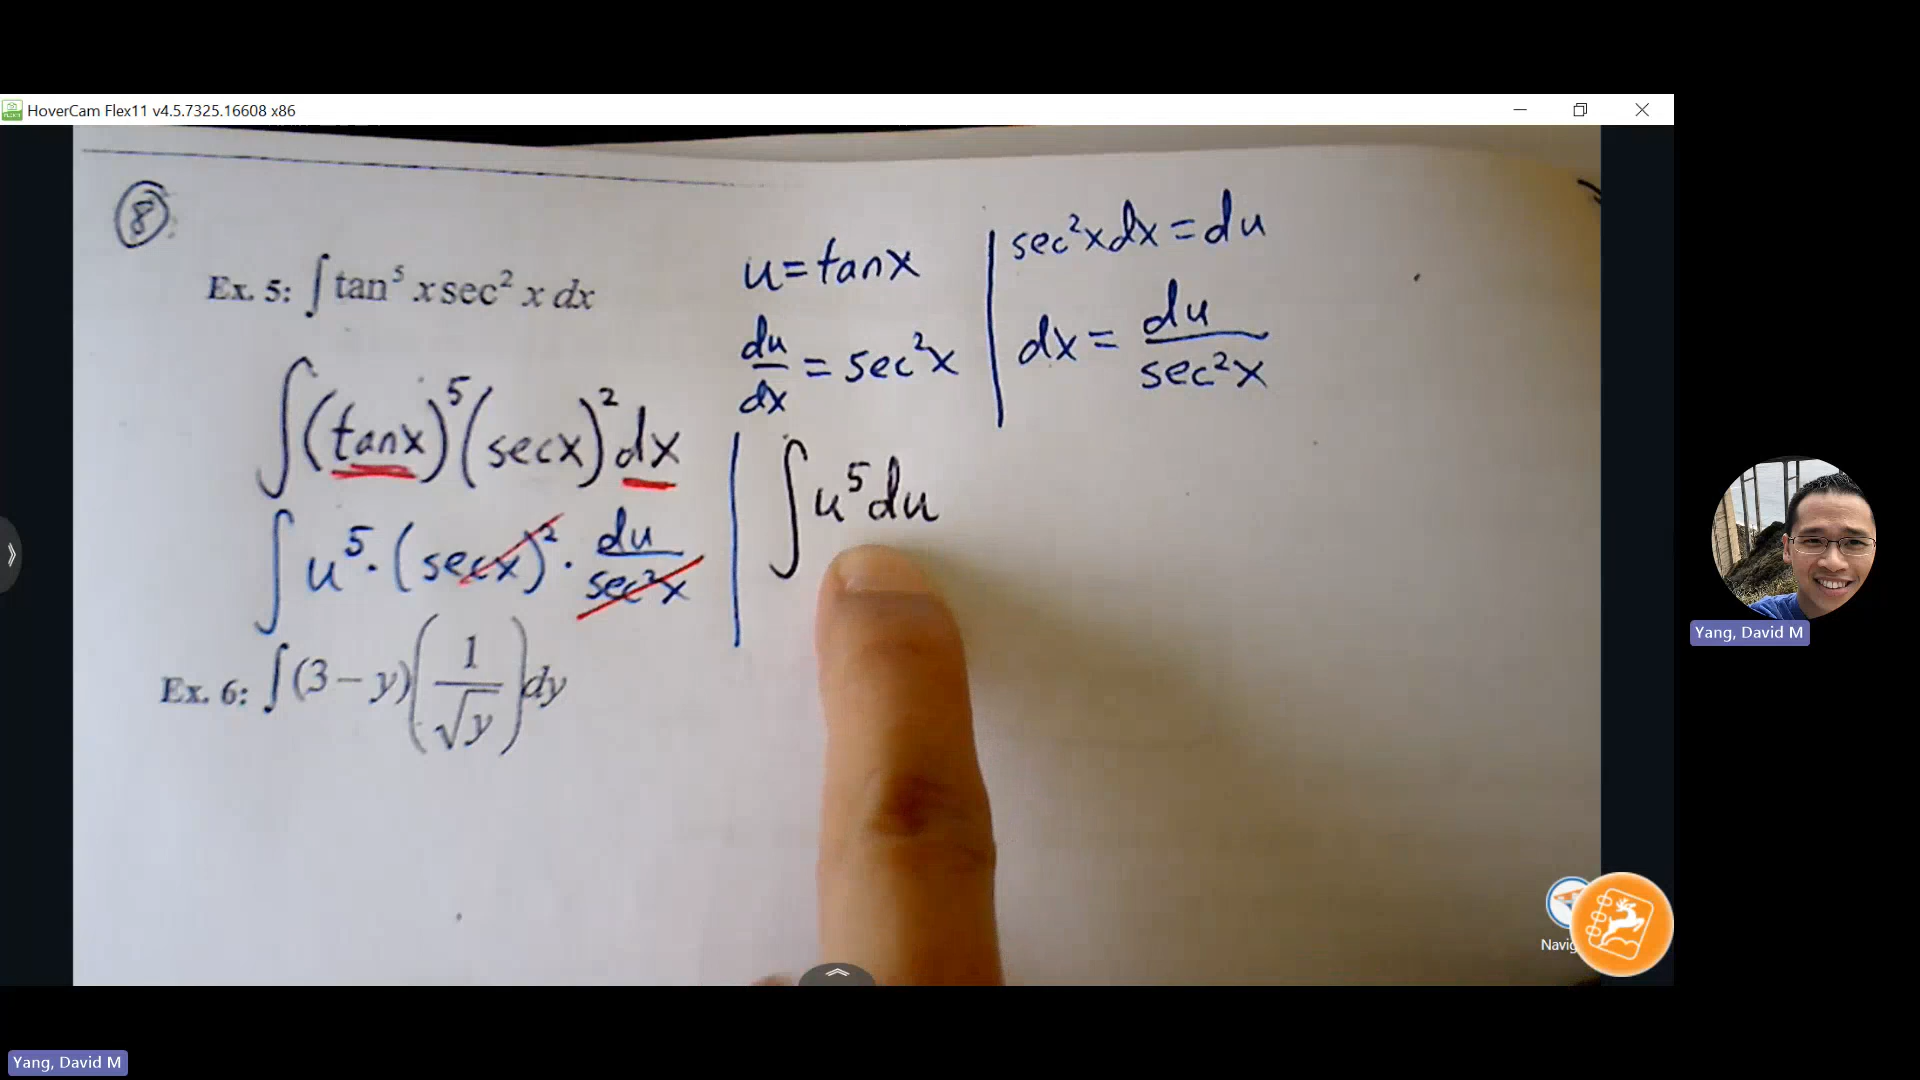 HoverCam Flex11 v4.5.7325.16608 x86
8
Ex. 5: ∫ tan⁵ x sec² x dx
u = tanx
du/dx = sec²x
sec²x dx = du
dx = du/sec²x
∫(tanx)⁵(secx)² dx
∫u⁵ · (secx)² · du/sec²x
∫u⁵ du
Ex. 6: ∫(3 − y)(1/√y)dy
Yang, David M
Yang, David M